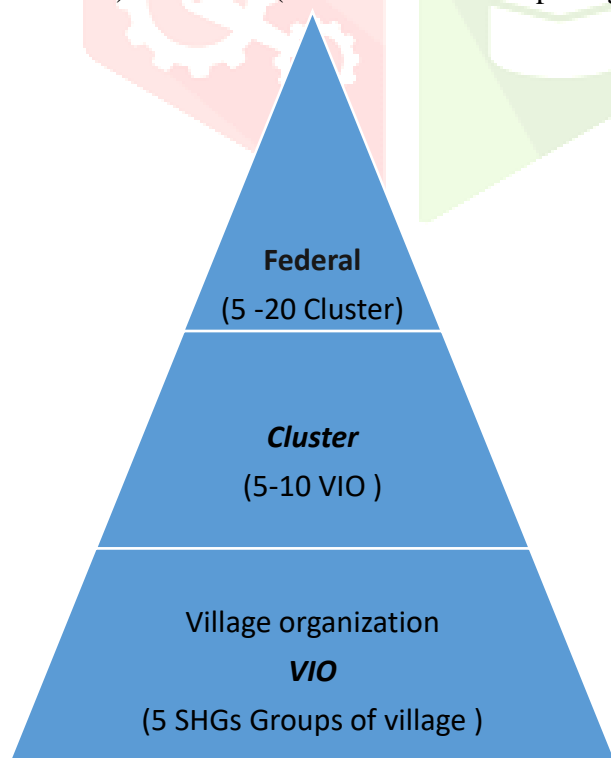 Federal
(5 -20 Cluster)
Cluster
(5-10 VIO )
Village organization
VIO
(5 SHGs Groups of village )